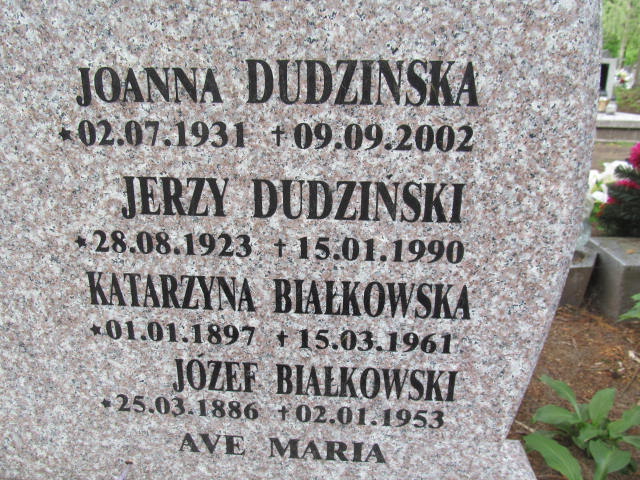 JOANNA DUDZINSKA
★02.07.1931 ✝09.09.2002
JERZY DUDZIŃSKI
★28.08.1923 ✝15.01.1990
KATARZYNA BIAŁKOWSKA
★01.01.1897 ✝15.03.1961
JÓZEF BIAŁKOWSKI
★25.03.1886 ✝02.01.1953
AVE MARIA